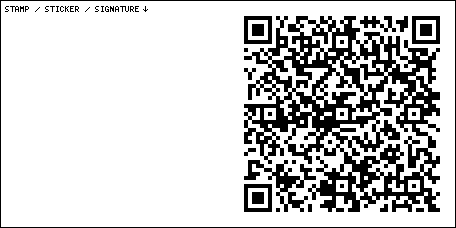 STAMP / STICKER / SIGNATURE ↓